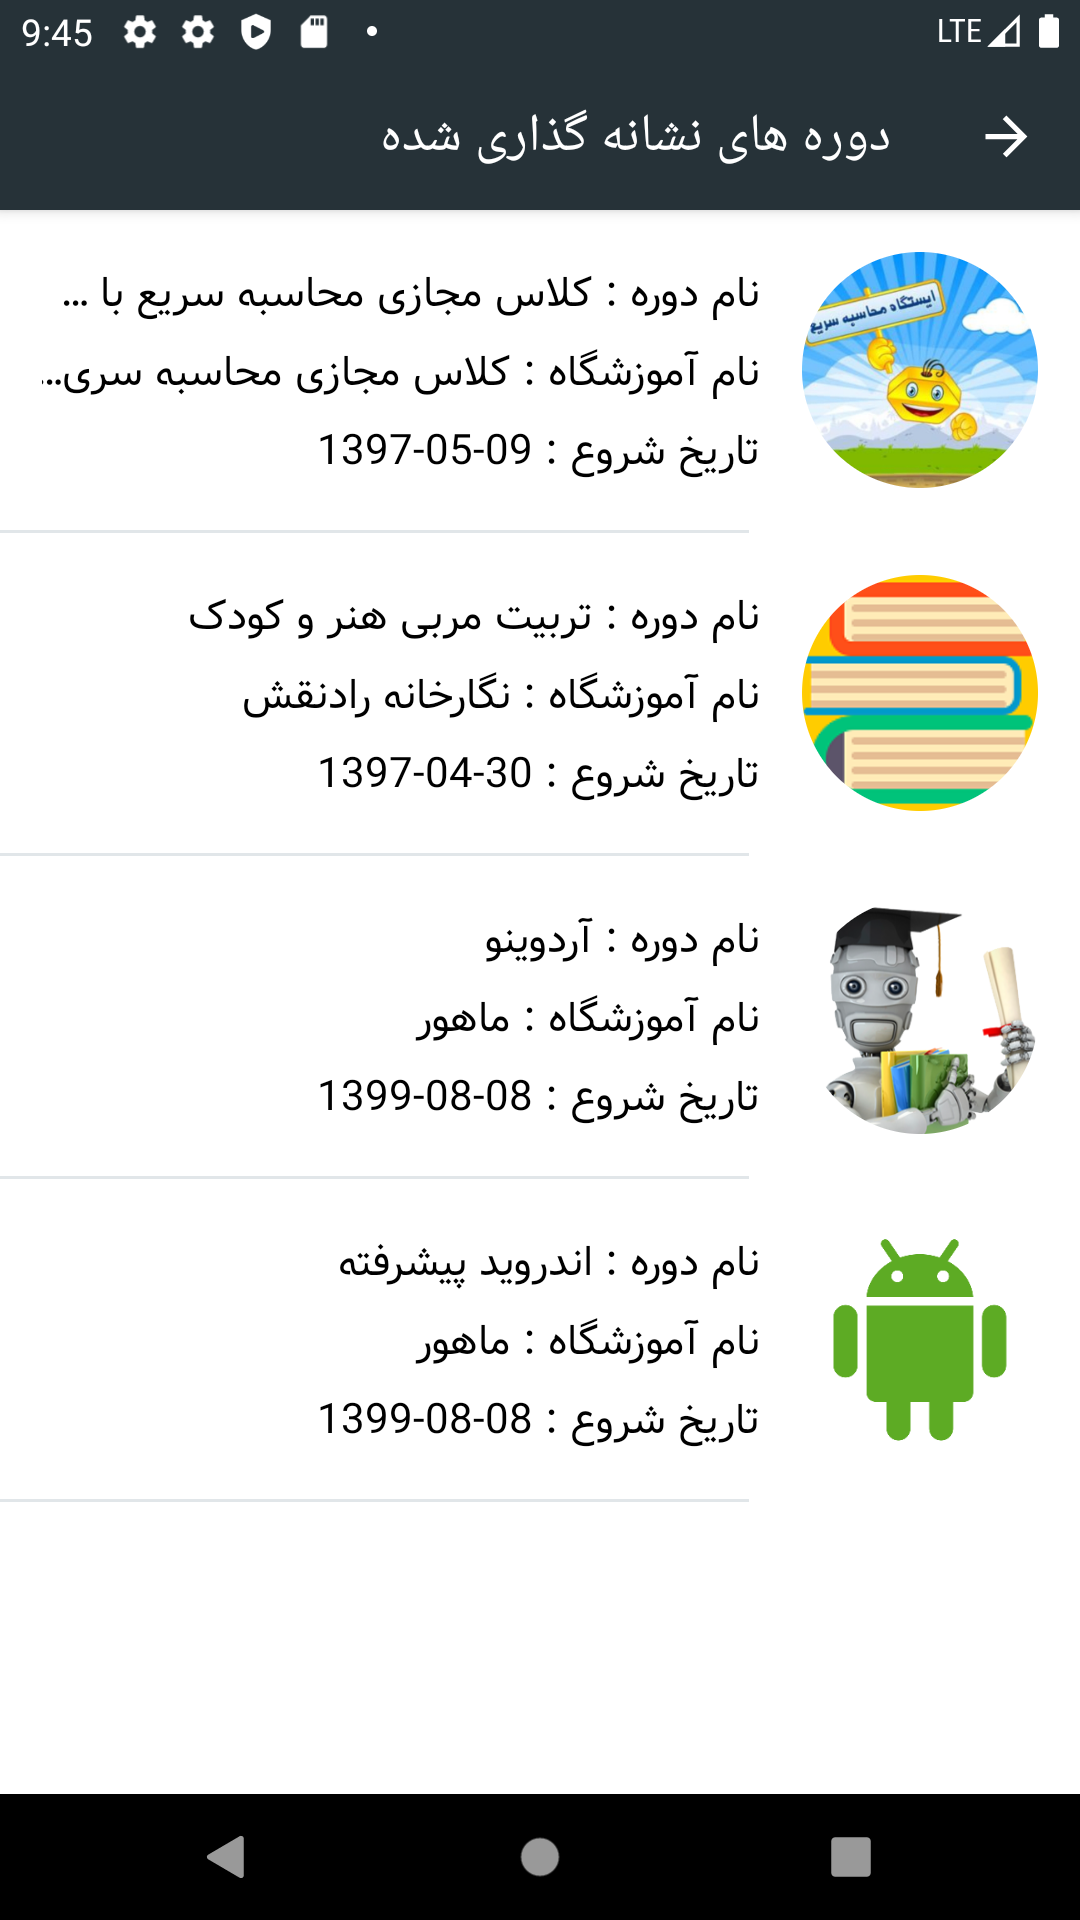 9:45
LTE
دوره های نشانه گذاری شده
نام دوره : کلاس مجازی محاسبه سریع با ...
نام آموزشگاه : کلاس مجازی محاسبه سری...
تاریخ شروع : 1397-05-09
ایستگاه محاسبه سریع
نام دوره : تربیت مربی هنر و کودک
نام آموزشگاه : نگارخانه رادنقش
تاریخ شروع : 1397-04-30
نام دوره : آردوینو
نام آموزشگاه : ماهور
تاریخ شروع : 1399-08-08
نام دوره : اندروید پیشرفته
نام آموزشگاه : ماهور
تاریخ شروع : 1399-08-08